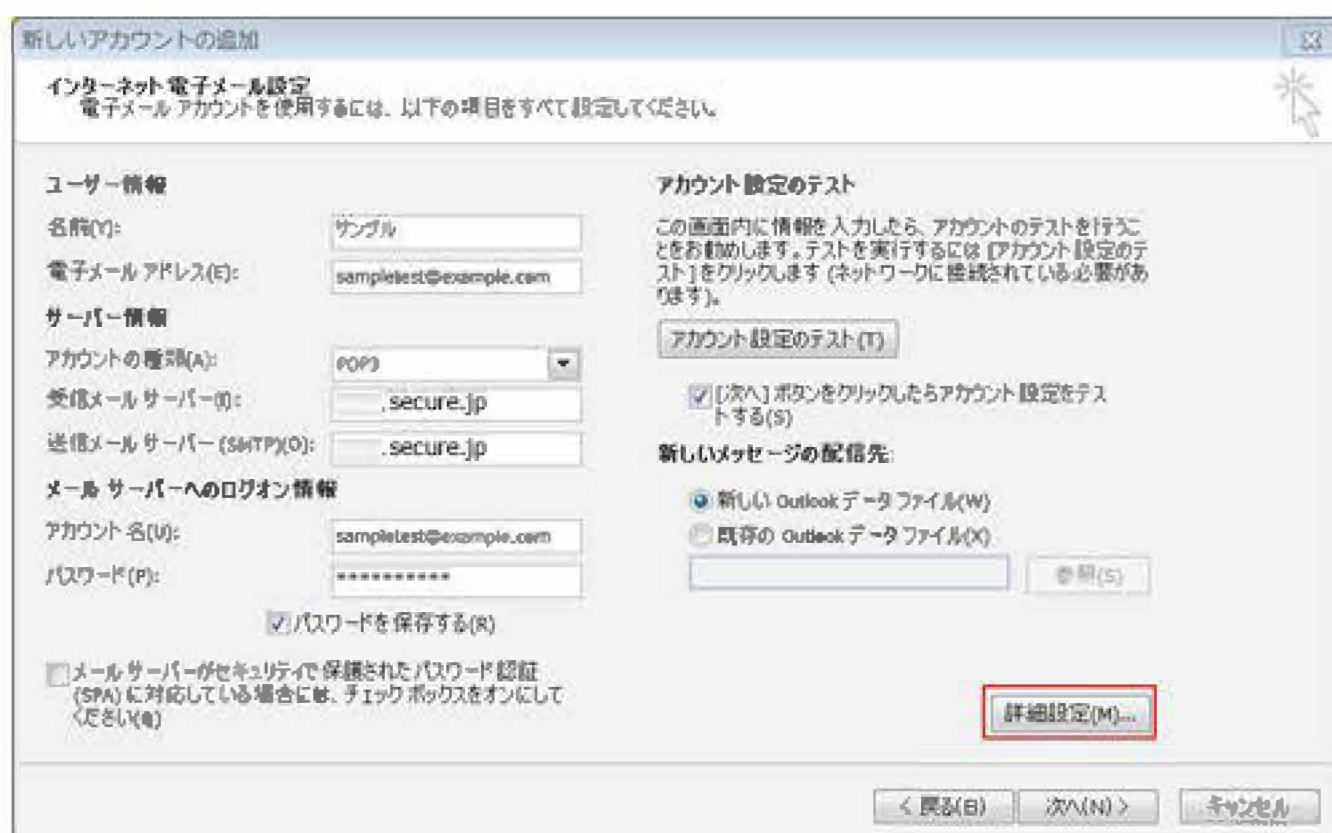 新しいアカウントの追加
インターネット電子メール設定
電子メール アカウントを使用するには、以下の項目をすべて設定してください。
ユーザー情報
名前(Y):
サンプル
電子メール アドレス(E):
sampletest@example.com
サーバー情報
アカウントの種類(A):
POP3
受信メール サーバー(I):
.secure.jp
送信メール サーバー (SMTP)(O):
.secure.jp
メール サーバーへのログオン情報
アカウント名(U):
sampletest@example.com
パスワード(P):
**********
パスワードを保存する(R)
メール サーバーがセキュリティで保護されたパスワード認証
(SPA) に対応している場合には、チェック ボックスをオンにして
ください(Q)
アカウント設定のテスト
この画面内に情報を入力したら、アカウントのテストを行うこ
とをお勧めします。テストを実行するには [アカウント設定のテ
スト] をクリックします (ネットワークに接続されている必要があ
ります)。
アカウント設定のテスト(T)
[次へ] ボタンをクリックしたらアカウント設定をテス
トする(S)
新しいメッセージの配信先:
新しい Outlook データ ファイル(W)
既存の Outlook データ ファイル(X)
参照(S)
詳細設定(M)...
< 戻る(B)
次へ(N) >
キャンセル